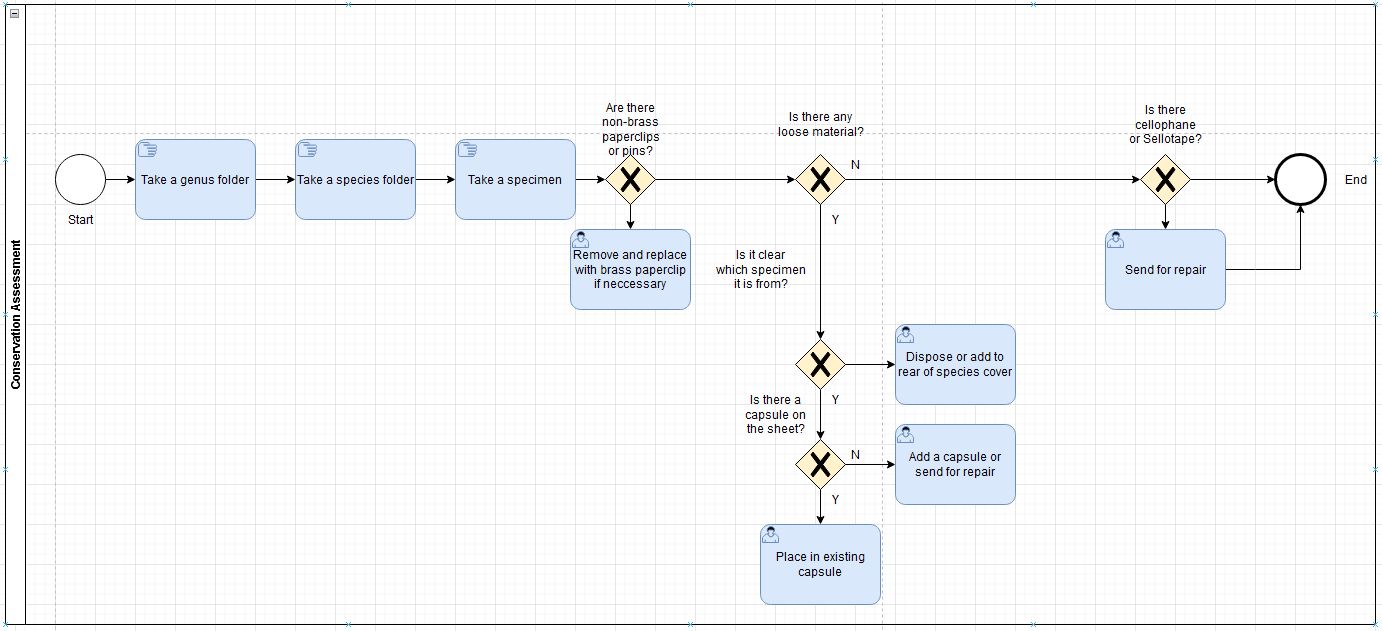 Conservation Assessment
Start
Take a genus folder
Take a species folder
Take a specimen
Are there
non-brass
paperclips
or pins?
Remove and replace
with brass paperclip
if neccessary
Is there any
loose material?
N
Y
Is it clear
which specimen
it is from?
Dispose or add to
rear of species cover
Y
Is there a
capsule on
the sheet?
N
Add a capsule or
send for repair
Y
Place in existing
capsule
Is there
cellophane
or Sellotape?
Send for repair
End